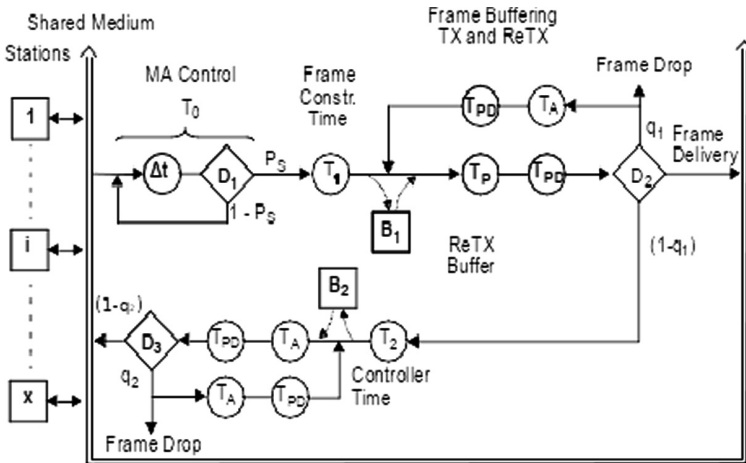 Shared Medium
Stations
Frame Buffering
TX and ReTX
MA Control
T0
Frame
Constr.
Time
Frame Drop
1
TPD
TA
q1
Frame
Delivery
Δt
D1
PS
T1
TP
TPD
D2
1 - PS
B1
ReTX
Buffer
(1-q1)
i
B2
(1-q2)
D3
TPD
TA
T2
q2
TA
TPD
Controller
Time
x
Frame Drop